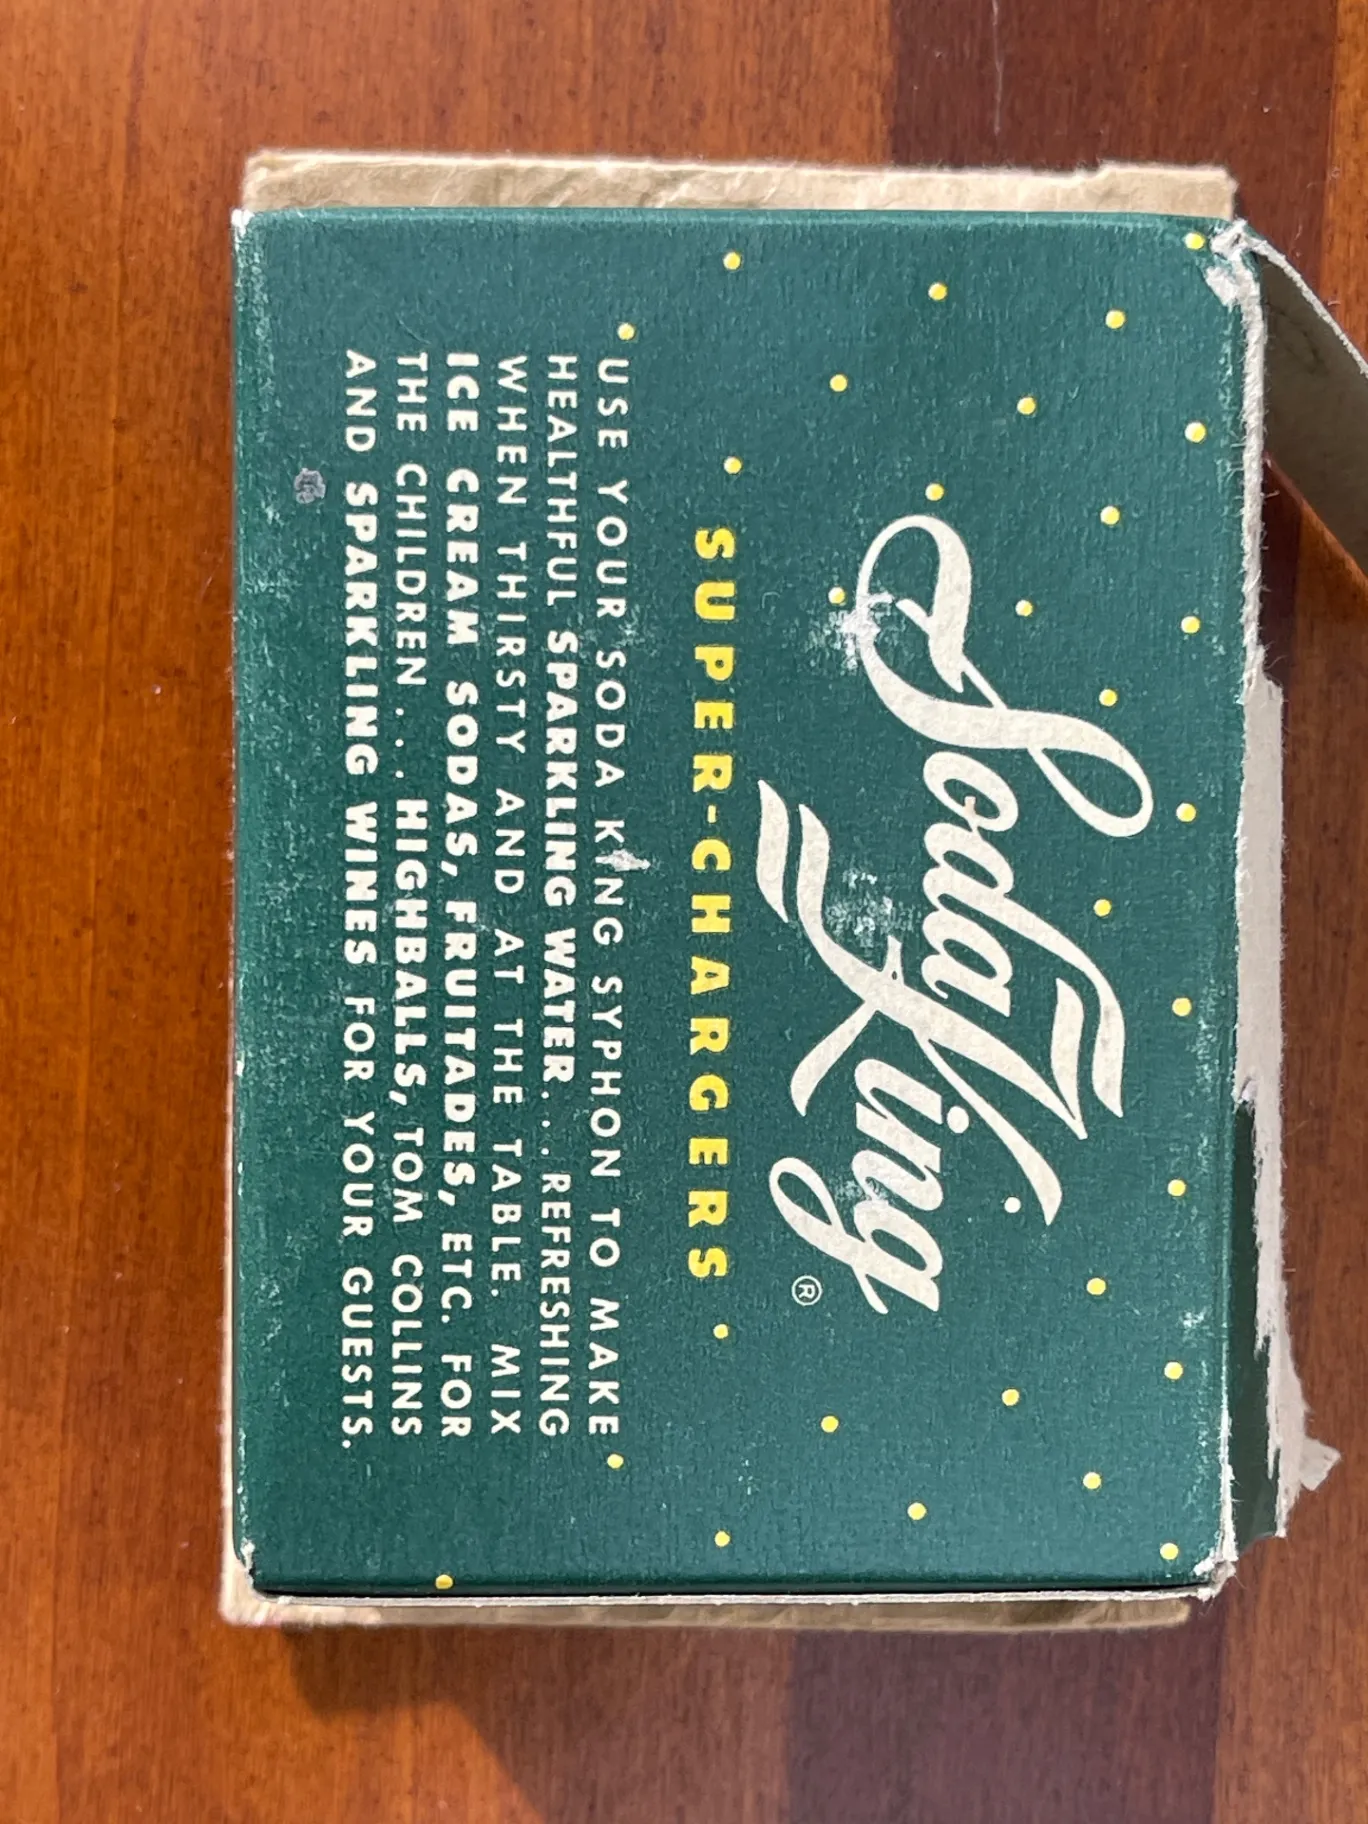 Soda King®
SUPER-CHARGERS
USE YOUR SODA KING SYPHON TO MAKE
HEALTHFUL SPARKLING WATER... REFRESHING
WHEN THIRSTY AND AT THE TABLE. MIX
ICE CREAM SODAS, FRUITADES, ETC. FOR
THE CHILDREN... HIGHBALLS, TOM COLLINS
AND SPARKLING WINES FOR YOUR GUESTS.